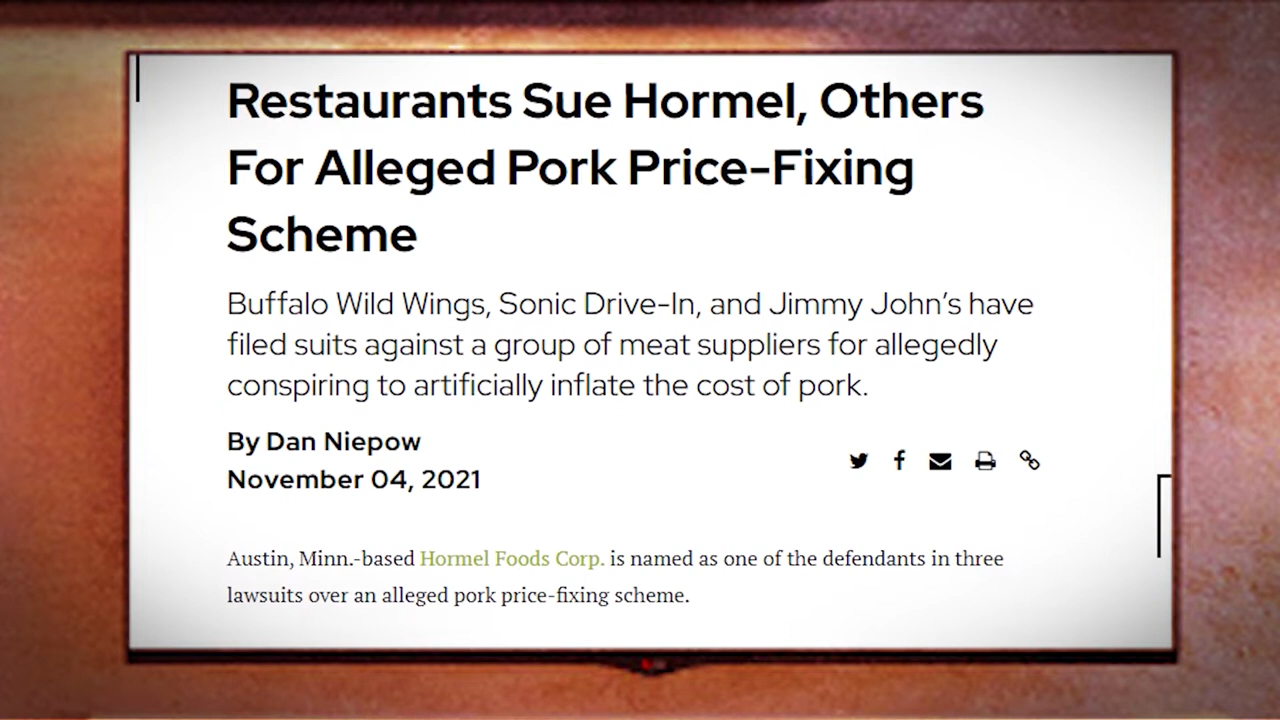 Restaurants Sue Hormel, Others
For Alleged Pork Price-Fixing
Scheme
Buffalo Wild Wings, Sonic Drive-In, and Jimmy John’s have
filed suits against a group of meat suppliers for allegedly
conspiring to artificially inflate the cost of pork.
By Dan Niepow
November 04, 2021
Austin, Minn.-based Hormel Foods Corp. is named as one of the defendants in three
lawsuits over an alleged pork price-fixing scheme.